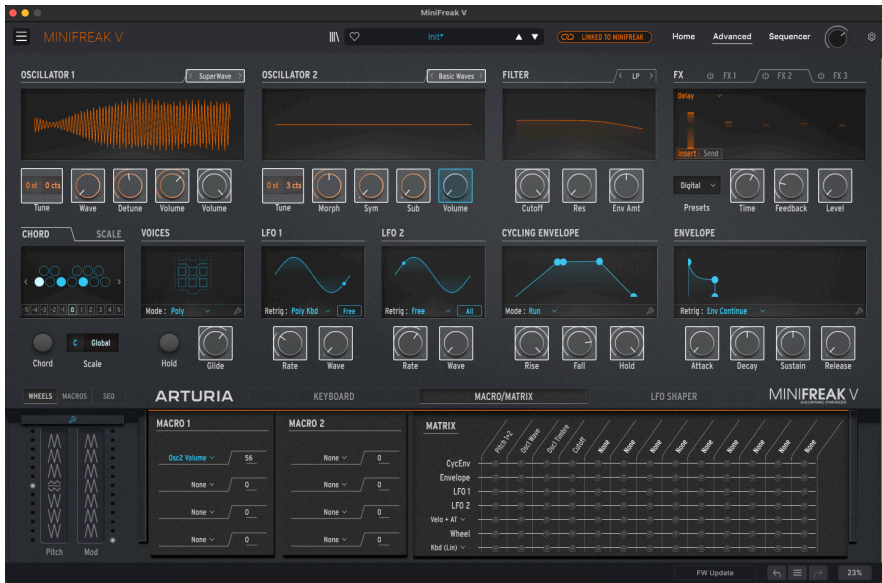 MiniFreak V
MINIFREAK V
Init*
LINKED TO MINIFREAK
Home
Advanced
Sequencer
OSCILLATOR 1
SuperWave
OSCILLATOR 2
Basic Waves
FILTER
LP
FX
FX 1
FX 2
FX 3
Delay
Insert
Send
0 st 0 cts
Tune
Wave
Detune
Volume
Volume
0 st 3 cts
Tune
Morph
Sym
Sub
Volume
Cutoff
Res
Env Amt
Digital
Presets
Time
Feedback
Level
CHORD
SCALE
VOICES
LFO 1
LFO 2
CYCLING ENVELOPE
ENVELOPE
-5 -4 -3 -2 -1 0 1 2 3 4 5
Mode : Poly
Retrig : Poly Kbd
Free
Retrig : Free
All
Mode : Run
Retrig : Env Continue
Chord
C Global
Scale
Hold
Glide
Rate
Wave
Rate
Wave
Rise
Fall
Hold
Attack
Decay
Sustain
Release
WHEELS
MACROS
SEQ
ARTURIA
KEYBOARD
MACRO/MATRIX
LFO SHAPER
MINIFREAK V
MACRO 1
Osc2 Volume 56
None 0
None 0
None 0
MACRO 2
None 0
None 0
None 0
None 0
MATRIX
Pitch 1+2
Osc1 Wave
Osc1 Timbre
Cutoff
None
None
None
None
None
None
None
None
None
CycEnv
Envelope
LFO 1
LFO 2
Velo + AT
Wheel
Kbd (Lin)
Pitch
Mod
FW Update
23%